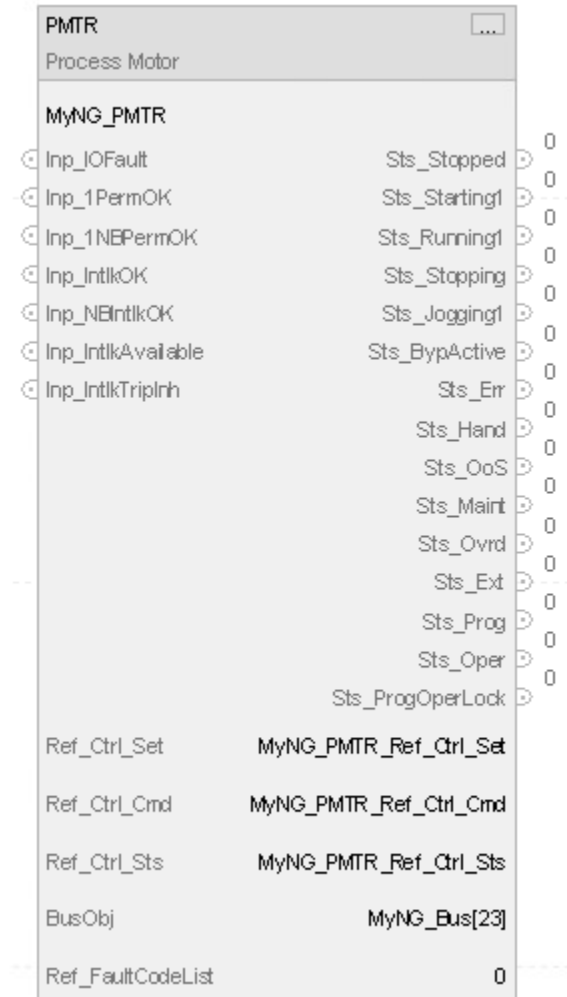 PMTR ...
Process Motor
MyNG_PMTR
0
Inp_IOFault Sts_Stopped
0
Inp_1PermOK Sts_Starting1
0
Inp_1NBPermOK Sts_Running1
0
Inp_IntlkOK Sts_Stopping
0
Inp_NBIntlkOK Sts_Jogging1
0
Inp_IntlkAvailable Sts_BypActive
0
Inp_IntlkTripInh Sts_Err
0
Sts_Hand
0
Sts_OoS
0
Sts_Maint
0
Sts_Ovrd
0
Sts_Ext
0
Sts_Prog
0
Sts_Oper
0
Sts_ProgOperLock
Ref_Ctrl_Set MyNG_PMTR_Ref_Ctrl_Set
Ref_Ctrl_Cmd MyNG_PMTR_Ref_Ctrl_Cmd
Ref_Ctrl_Sts MyNG_PMTR_Ref_Ctrl_Sts
BusObj MyNG_Bus[23]
Ref_FaultCodeList 0